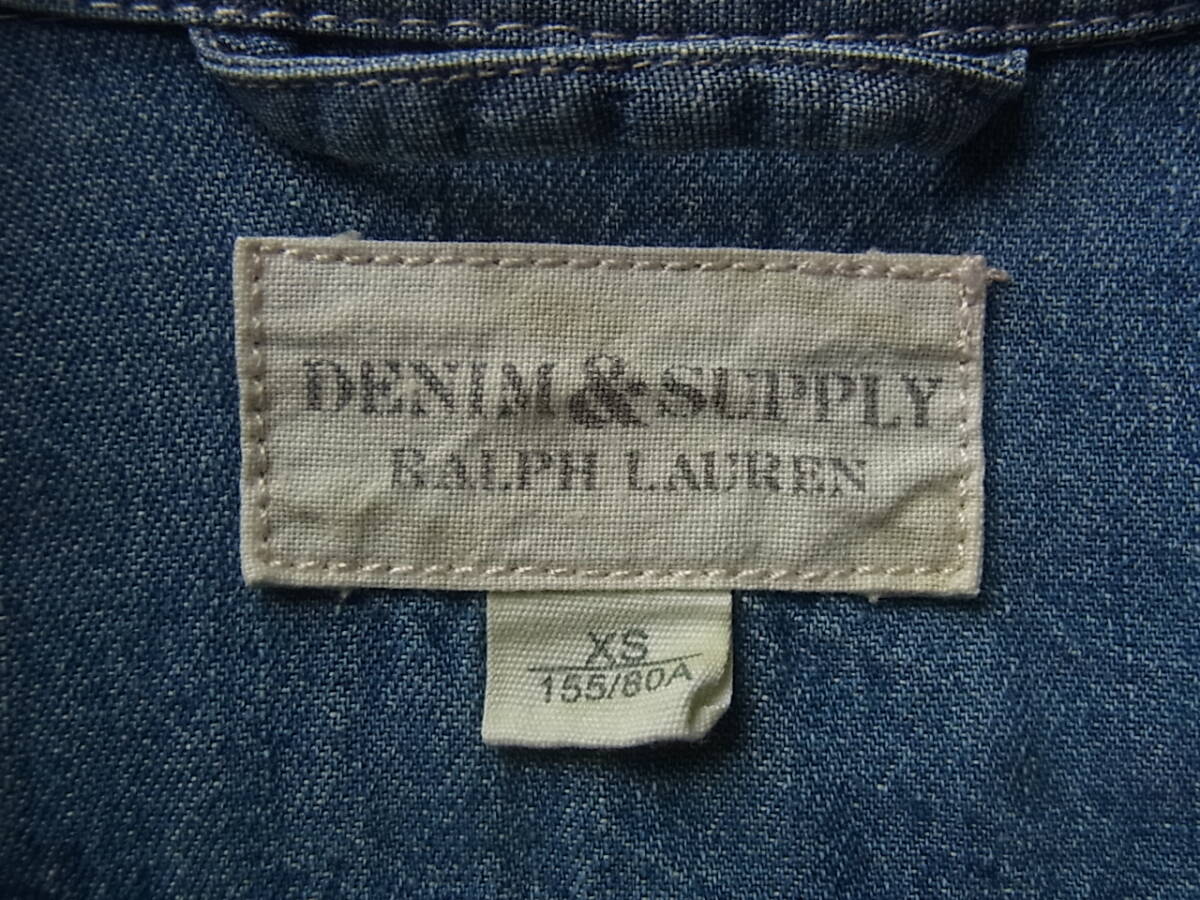 DENIM & SUPPLY
RALPH LAUREN
XS
155/80A